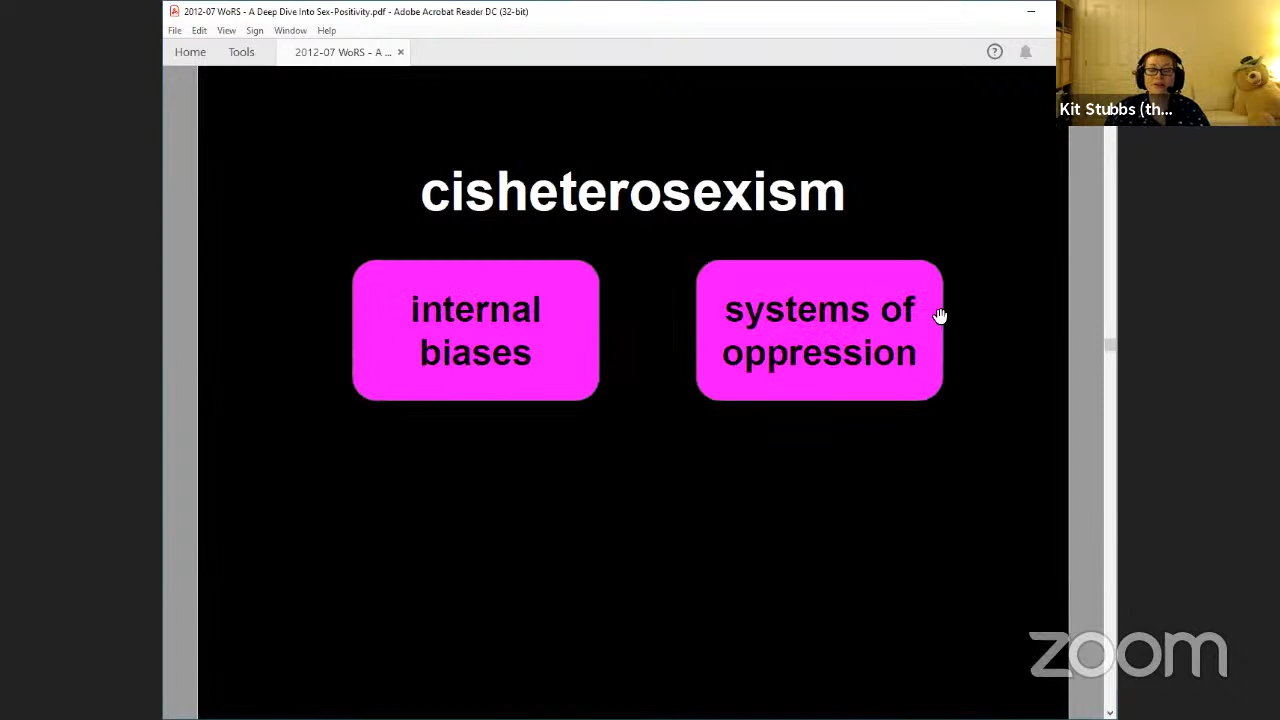 2012-07 WoRS - A Deep Dive Into Sex-Positivity.pdf - Adobe Acrobat Reader DC (32-bit)
File Edit View Sign Window Help
Home Tools 2012-07 WoRS - A ... ×
?
Kit Stubbs (th...
cisheterosexism
internal
biases
systems of
oppression
zoom